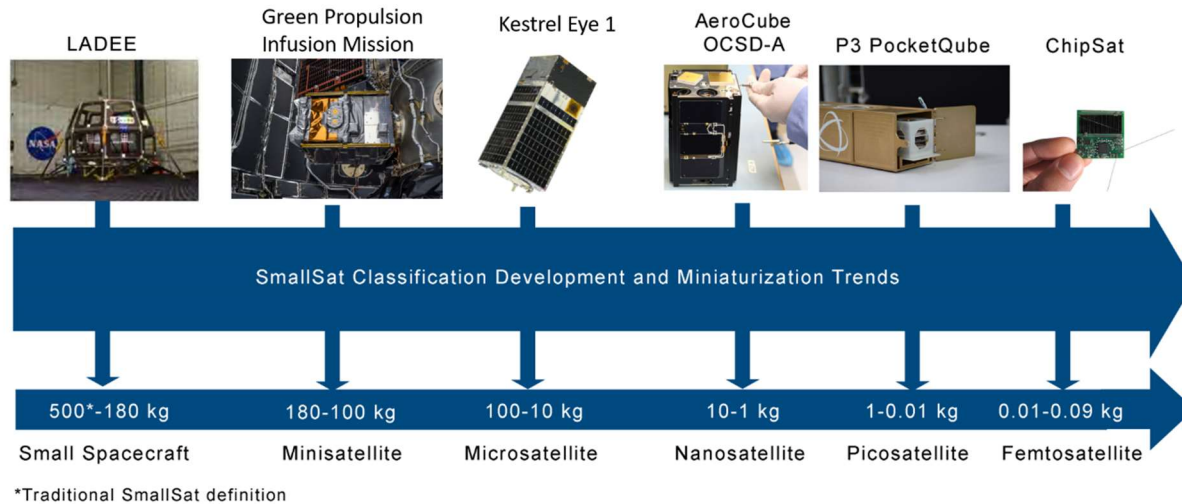 LADEE
Green Propulsion
Infusion Mission
Kestrel Eye 1
AeroCube
OCSD-A
P3 PocketQube
ChipSat
NASA
SmallSat Classification Development and Miniaturization Trends
500*-180 kg
180-100 kg
100-10 kg
10-1 kg
1-0.01 kg
0.01-0.09 kg
Small Spacecraft
Minisatellite
Microsatellite
Nanosatellite
Picosatellite
Femtosatellite
*Traditional SmallSat definition